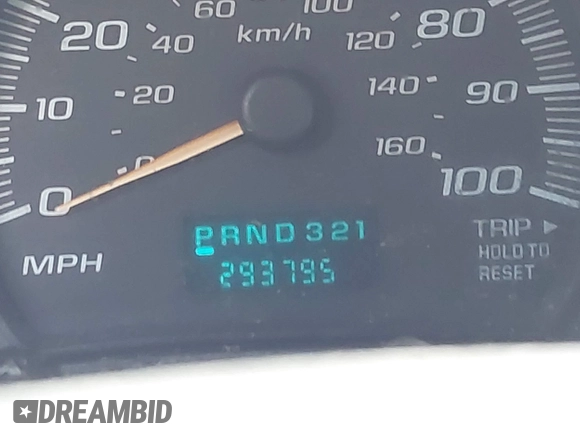 60 100
20 40 km/h 120 80
10 20 140 90
0 0 160 100
PRND321
TRIP ▶
HOLD TO
RESET
MPH
293795
DREAMBID